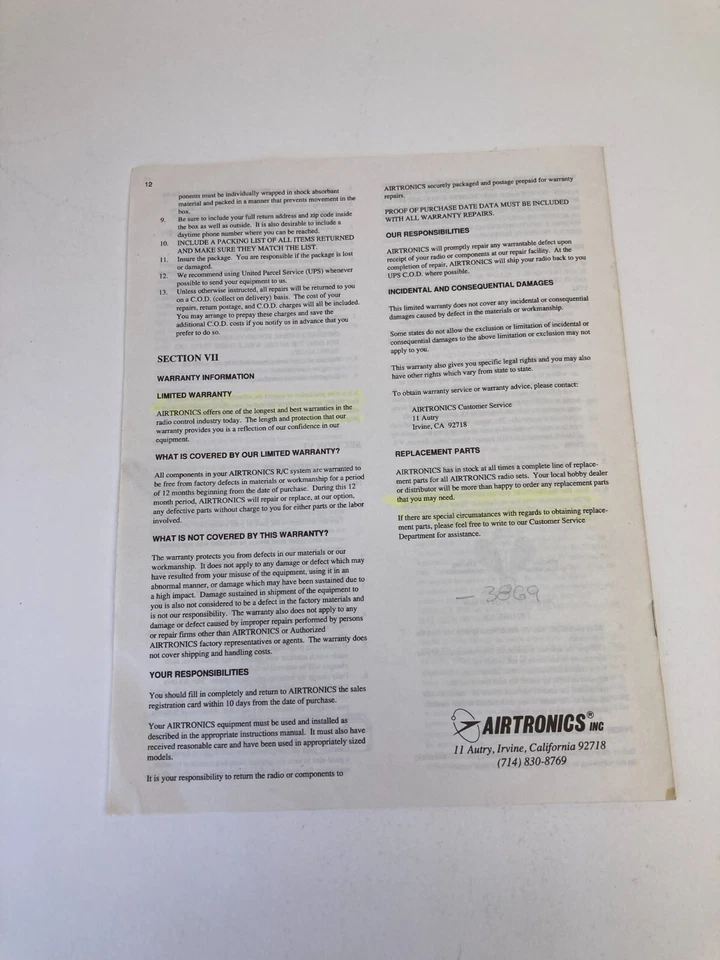 12
ponents must be individually wrapped in shock absorbant
material and packed in a manner that prevents movement in the
box.
9. Be sure to include your full return address and zip code inside
the box as well as outside. It is also desirable to include a
daytime phone number where you can be reached.
10. INCLUDE A PACKING LIST OF ALL ITEMS RETURNED
AND MAKE SURE THEY MATCH THE LIST.
11. Insure the package. You are responsible if the package is lost
or damaged.
12. We recommend using United Parcel Service (UPS) whenever
possible to send your equipment to us.
13. Unless otherwise instructed, all repairs will be returned to you
on a C.O.D. (collect on delivery) basis. The cost of your
repairs, return postage, and C.O.D. charges will all be included.
You may arrange to prepay these charges and save the
additional C.O.D. costs if you notify us in advance that you
prefer to do so.
SECTION VII
WARRANTY INFORMATION
LIMITED WARRANTY
AIRTRONICS offers one of the longest and best warranties in the
radio control industry today. The length and protection that our
warranty provides you is a reflection of our confidence in our
equipment.
WHAT IS COVERED BY OUR LIMITED WARRANTY?
All components in your AIRTRONICS R/C system are warranted to
be free from factory defects in materials or workmanship for a period
of 12 months beginning from the date of purchase. During this 12
month period, AIRTRONICS will repair or replace, at our option,
any defective parts without charge to you for either parts or the labor
involved.
WHAT IS NOT COVERED BY THIS WARRANTY?
The warranty protects you from defects in our materials or our
workmanship. It does not apply to any damage or defect which may
have resulted from your misuse of the equipment, using it in an
abnormal manner, or damage which may have been sustained due to
a high impact. Damage sustained in shipment of the equipment to
you is also not considered to be a defect in the factory materials and
is not our responsibility. The warranty also does not apply to any
damage or defect caused by improper repairs performed by persons
or repair firms other than AIRTRONICS or Authorized
AIRTRONICS factory representatives or agents. The warranty does
not cover shipping and handling costs.
YOUR RESPONSIBILITIES
You should fill in completely and return to AIRTRONICS the sales
registration card within 10 days from the date of purchase.
Your AIRTRONICS equipment must be used and installed as
described in the appropriate instructions manual. It must also have
received reasonable care and have been used in appropriately sized
models.
It is your responsibility to return the radio or components to
AIRTRONICS securely packaged and postage prepaid for warranty
repairs.
PROOF OF PURCHASE DATE DATA MUST BE INCLUDED
WITH ALL WARRANTY REPAIRS.
OUR RESPONSIBILITIES
AIRTRONICS will promptly repair any warrantable defect upon
receipt of your radio or components at our repair facility. At the
completion of repair, AIRTRONICS will ship your radio back to you
UPS C.O.D. where possible.
INCIDENTAL AND CONSEQUENTIAL DAMAGES
This limited warranty does not cover any incidental or consequential
damages caused by defect in the materials or workmanship.
Some states do not allow the exclusion or limitation of incidental or
consequential damages to the above limitation or exclusion may not
apply to you.
This warranty also gives you specific legal rights and you may also
have other rights which vary from state to state.
To obtain warranty service or warranty advice, please contact:
AIRTRONICS Customer Service
11 Autry
Irvine, CA 92718
REPLACEMENT PARTS
AIRTRONICS has in stock at all times a complete line of replace-
ment parts for all AIRTRONICS radio sets. Your local hobby dealer
or distributor will be more than happy to order any replacement parts
that you may need.
If there are special circumstances with regards to obtaining replace-
ment parts, please feel free to write to our Customer Service
Department for assistance.
- 3869
AIRTRONICS® INC
11 Autry, Irvine, California 92718
(714) 830-8769